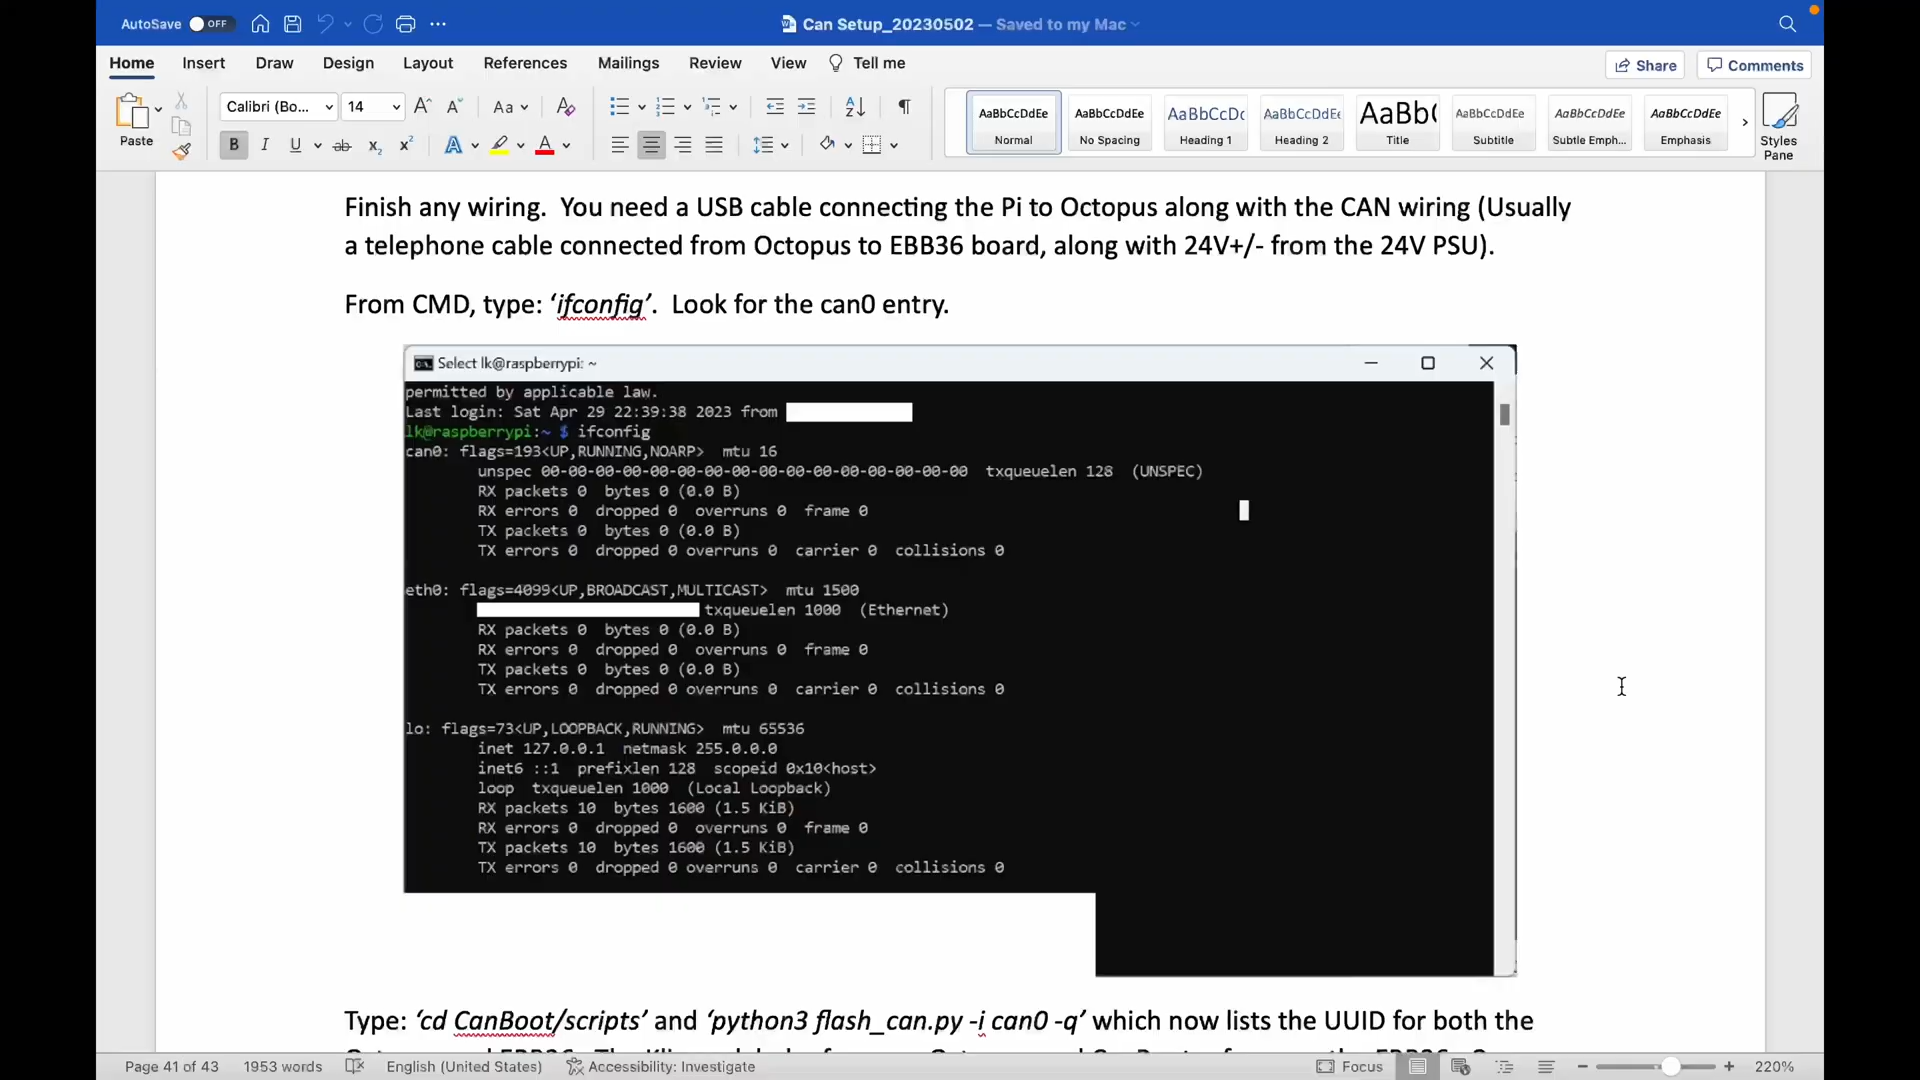 AutoSave OFF
Can Setup_20230502 — Saved to my Mac
Home Insert Draw Design Layout References Mailings Review View Tell me
Share Comments
Paste
Calibri (Bo... 14
AaBbCcDdEe AaBbCcDdEe AaBbCcDc AaBbCcDdEe AaBb( AaBbCcDdEe AaBbCcDdEe AaBbCcDdEe
Normal No Spacing Heading 1 Heading 2 Title Subtitle Subtle Emph... Emphasis
Styles
Pane
Finish any wiring. You need a USB cable connecting the Pi to Octopus along with the CAN wiring (Usually
a telephone cable connected from Octopus to EBB36 board, along with 24V+/- from the 24V PSU).
From CMD, type: ‘ifconfig’. Look for the can0 entry.
Select lk@raspberrypi: ~
permitted by applicable law.
Last login: Sat Apr 29 22:39:38 2023 from
lk@raspberrypi:~ $ ifconfig
can0: flags=193<UP,RUNNING,NOARP> mtu 16
unspec 00-00-00-00-00-00-00-00-00-00-00-00-00-00-00-00 txqueuelen 128 (UNSPEC)
RX packets 0 bytes 0 (0.0 B)
RX errors 0 dropped 0 overruns 0 frame 0
TX packets 0 bytes 0 (0.0 B)
TX errors 0 dropped 0 overruns 0 carrier 0 collisions 0
eth0: flags=4099<UP,BROADCAST,MULTICAST> mtu 1500
txqueuelen 1000 (Ethernet)
RX packets 0 bytes 0 (0.0 B)
RX errors 0 dropped 0 overruns 0 frame 0
TX packets 0 bytes 0 (0.0 B)
TX errors 0 dropped 0 overruns 0 carrier 0 collisions 0
lo: flags=73<UP,LOOPBACK,RUNNING> mtu 65536
inet 127.0.0.1 netmask 255.0.0.0
inet6 ::1 prefixlen 128 scopeid 0x10<host>
loop txqueuelen 1000 (Local Loopback)
RX packets 10 bytes 1600 (1.5 KiB)
RX errors 0 dropped 0 overruns 0 frame 0
TX packets 10 bytes 1600 (1.5 KiB)
TX errors 0 dropped 0 overruns 0 carrier 0 collisions 0
Type: ‘cd CanBoot/scripts’ and ‘python3 flash_can.py -i can0 -q’ which now lists the UUID for both the
Page 41 of 43 1953 words English (United States) Accessibility: Investigate Focus 220%